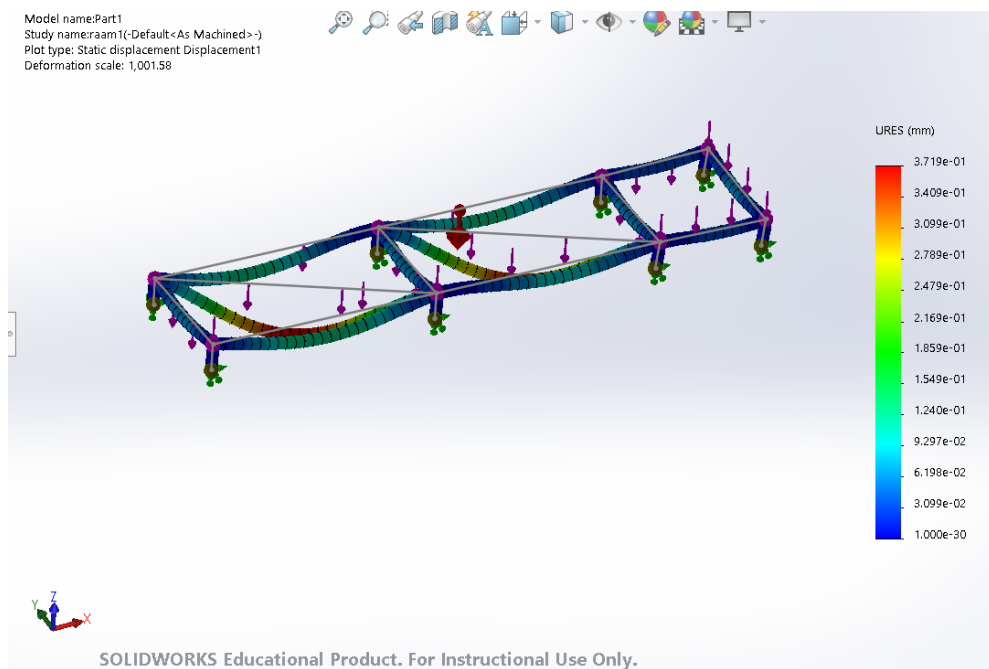 Model name:Part1
Study name:raam1(-Default<As Machined>-)
Plot type: Static displacement Displacement1
Deformation scale: 1,001.58
URES (mm)
3.719e-01
3.409e-01
3.099e-01
2.789e-01
2.479e-01
2.169e-01
1.859e-01
1.549e-01
1.240e-01
9.297e-02
6.198e-02
3.099e-02
1.000e-30
Z
Y
X
SOLIDWORKS Educational Product. For Instructional Use Only.